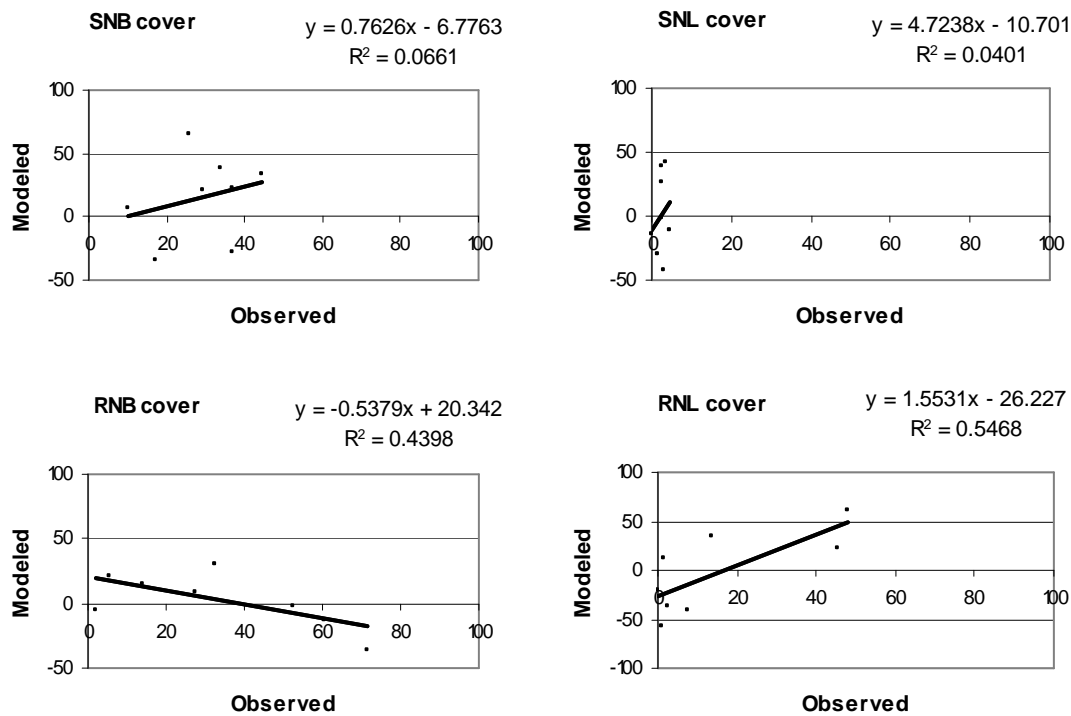 SNB cover
y = 0.7626x - 6.7763
R² = 0.0661
100
50
0
-50
0 20 40 60 80 100
Modeled
Observed
SNL cover
y = 4.7238x - 10.701
R² = 0.0401
100
50
0
-50
0 20 40 60 80 100
Modeled
Observed
RNB cover
y = -0.5379x + 20.342
R² = 0.4398
100
50
0
-50
0 20 40 60 80 100
Modeled
Observed
RNL cover
y = 1.5531x - 26.227
R² = 0.5468
100
50
0
-50
-100
0 20 40 60 80 100
Modeled
Observed